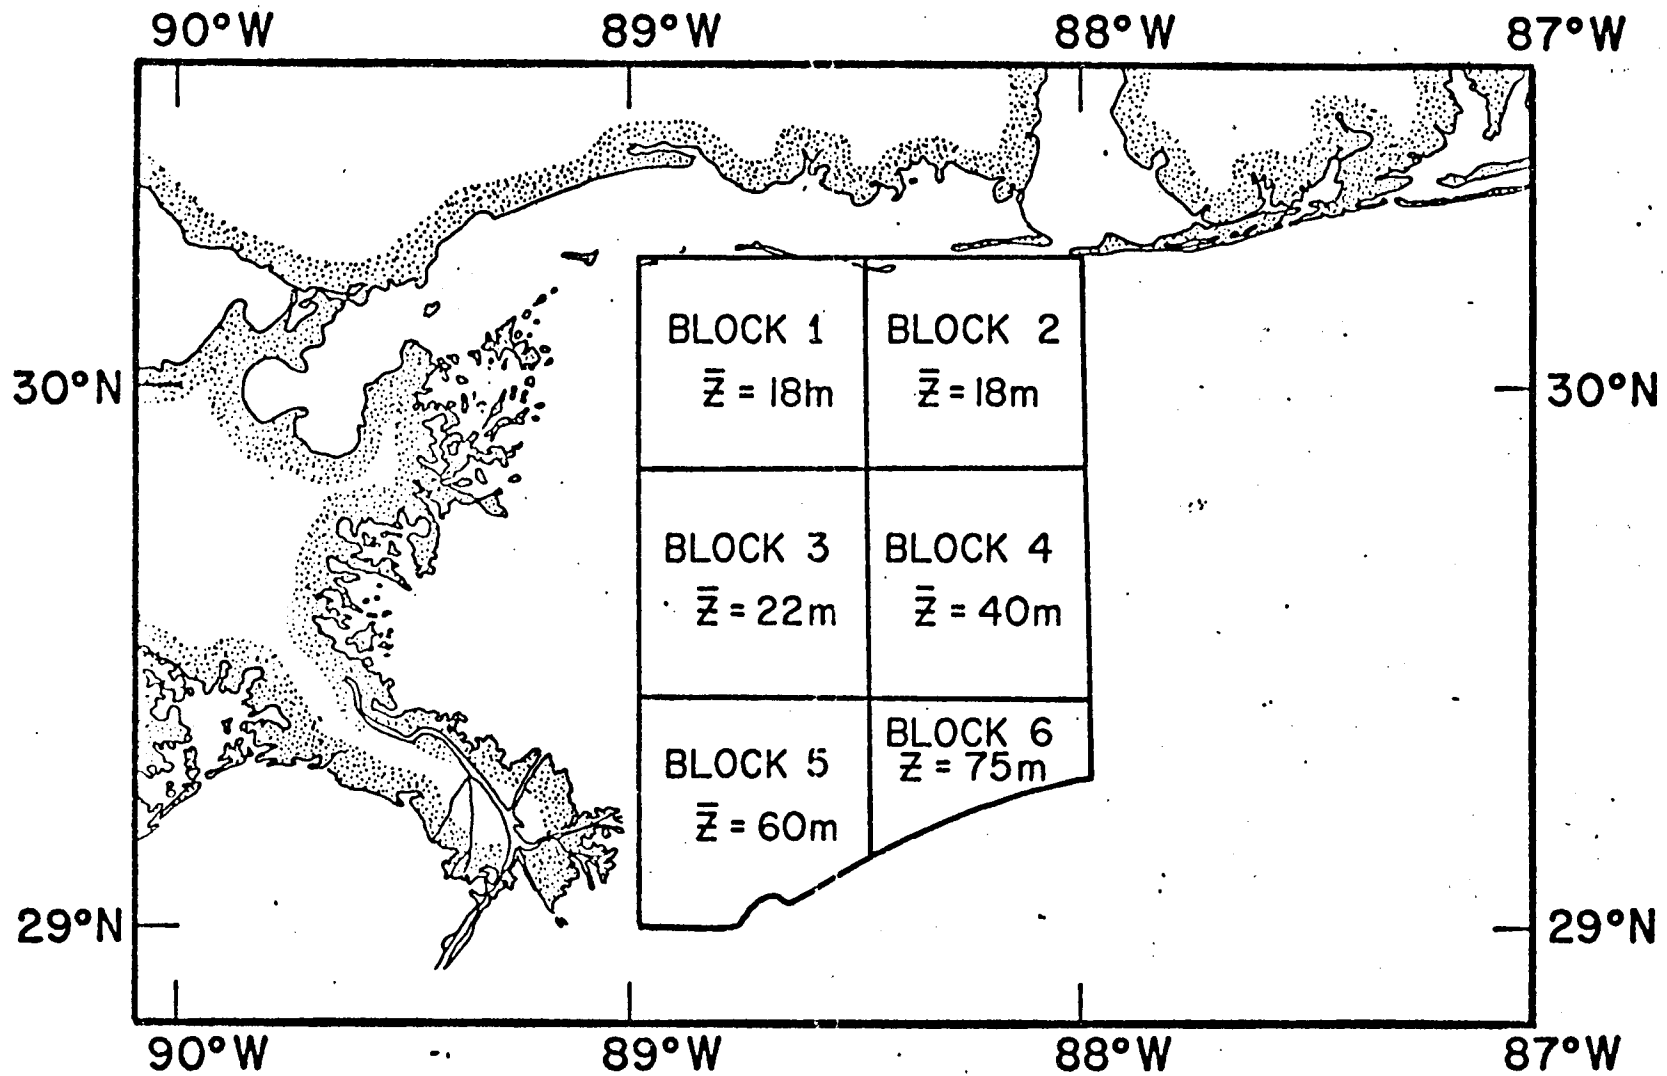 90°W 89°W 88°W 87°W
BLOCK 1 BLOCK 2
z̄ = 18m z̄ = 18m
30°N 30°N
BLOCK 3 BLOCK 4
z̄ = 22m z̄ = 40m
BLOCK 6
BLOCK 5 z̄ = 75m
z̄ = 60m
29°N 29°N
90°W 89°W 88°W 87°W